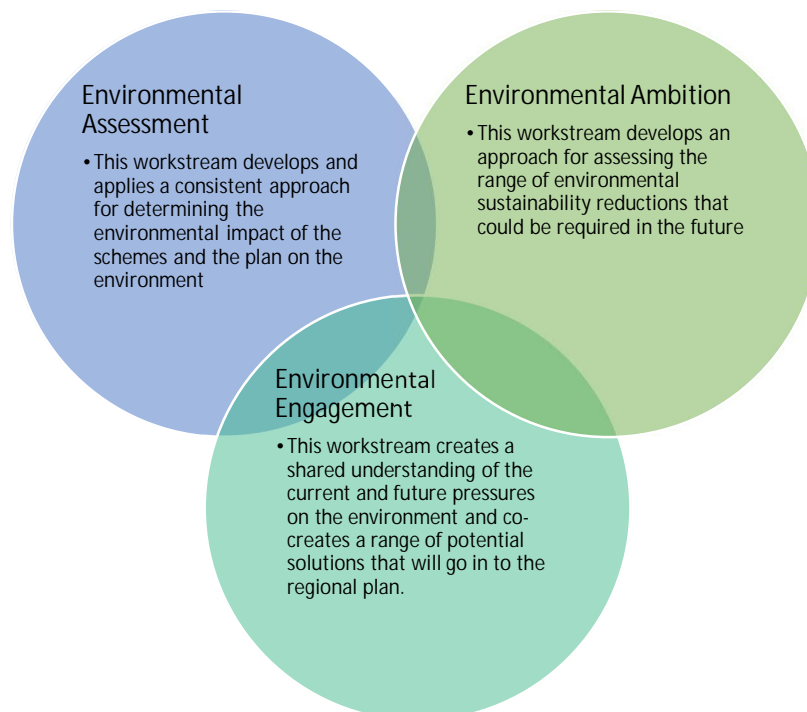 Environmental
Assessment
• This workstream develops and
applies a consistent approach
for determining the
environmental impact of the
schemes and the plan on the
environment
Environmental Ambition
• This workstream develops an
approach for assessing the
range of environmental
sustainability reductions that
could be required in the future
Environmental
Engagement
• This workstream creates a
shared understanding of the
current and future pressures
on the environment and co-
creates a range of potential
solutions that will go in to the
regional plan.